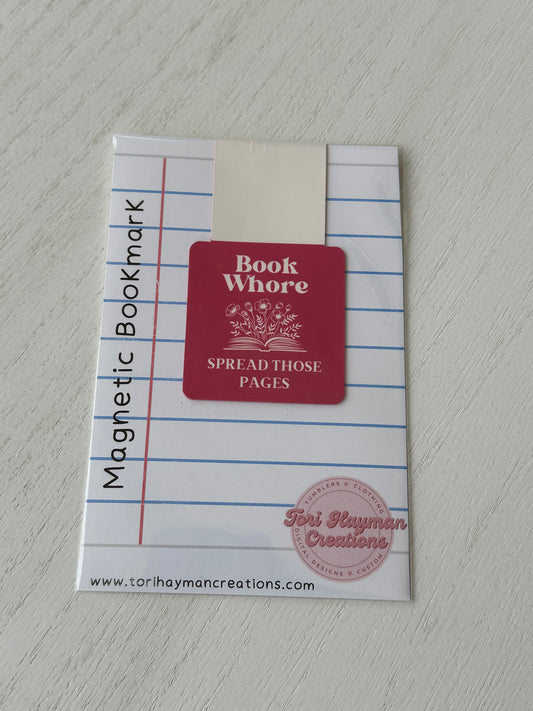 Magnetic Bookmark
Book
Whore
SPREAD THOSE
PAGES
TUMBLERS CLOTHING
Tori Hayman
Creations
DIGITAL DESIGNS CUSTOM
www.torihaymancreations.com